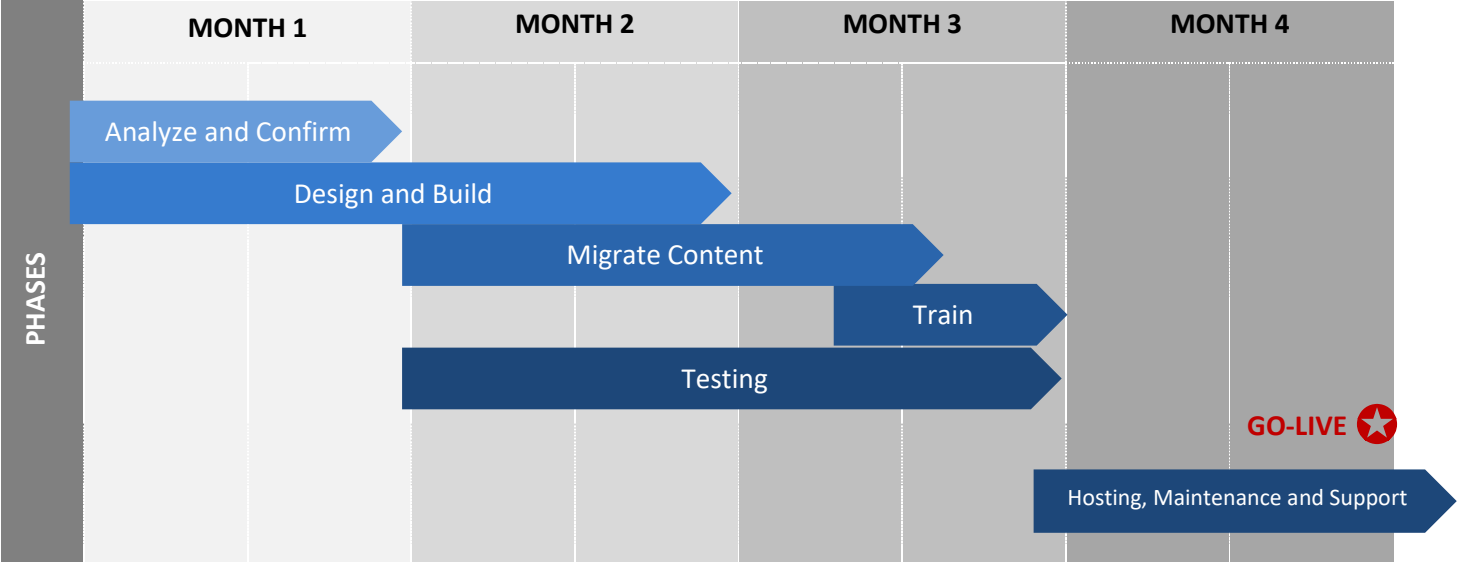 MONTH 1
MONTH 2
MONTH 3
MONTH 4
PHASES
Analyze and Confirm
Design and Build
Migrate Content
Train
Testing
GO-LIVE
Hosting, Maintenance and Support